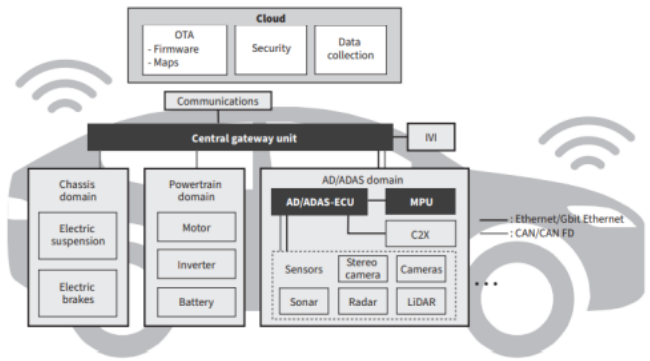 Cloud
OTA
- Firmware
- Maps
Security
Data
collection
Communications
Central gateway unit
IVI
Chassis
domain
Electric
suspension
Electric
brakes
Powertrain
domain
Motor
Inverter
Battery
AD/ADAS domain
AD/ADAS-ECU
MPU
C2X
Sensors
Stereo
camera
Cameras
Sonar
Radar
LiDAR
: Ethernet/Gbit Ethernet
: CAN/CAN FD